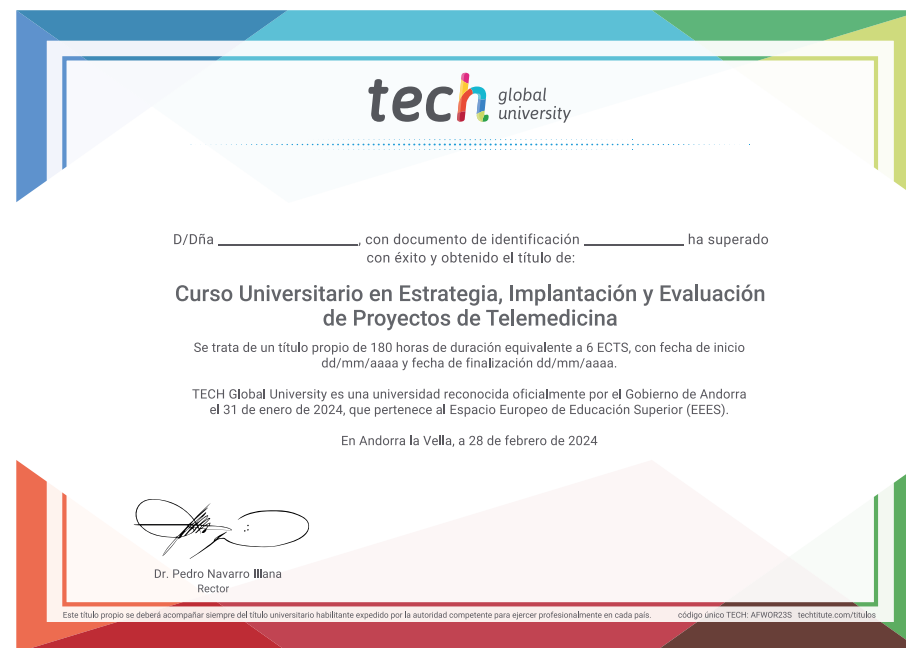 tech global university
D/Dña ____________________, con documento de identificación ______________ ha superado
con éxito y obtenido el título de:
Curso Universitario en Estrategia, Implantación y Evaluación
de Proyectos de Telemedicina
Se trata de un título propio de 180 horas de duración equivalente a 6 ECTS, con fecha de inicio
dd/mm/aaaa y fecha de finalización dd/mm/aaaa.
TECH Global University es una universidad reconocida oficialmente por el Gobierno de Andorra
el 31 de enero de 2024, que pertenece al Espacio Europeo de Educación Superior (EEES).
En Andorra la Vella, a 28 de febrero de 2024
Dr. Pedro Navarro Illana
Rector
Este título propio se deberá acompañar siempre del título universitario habilitante expedido por la autoridad competente para ejercer profesionalmente en cada país. código único TECH: AFWOR23S techtitute.com/titulos